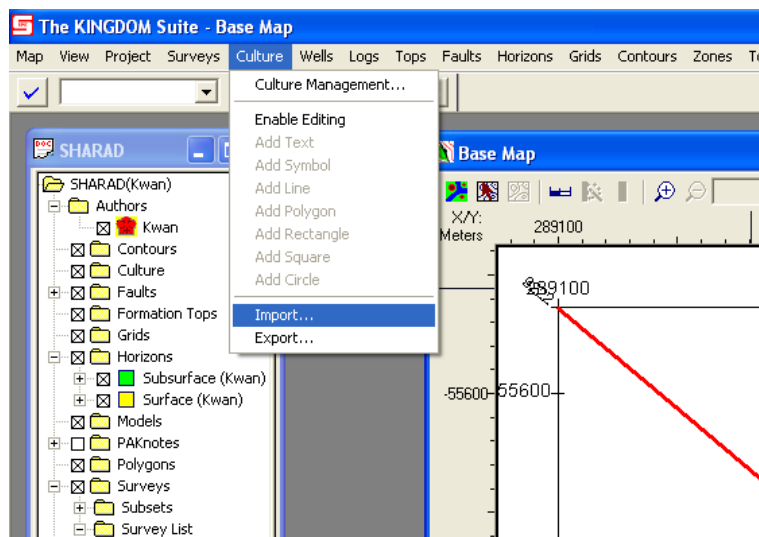 The KINGDOM Suite - Base Map
Map View Project Surveys Culture Wells Logs Tops Faults Horizons Grids Contours Zones
Culture Management...
Enable Editing
Add Text
Add Symbol
Add Line
Add Polygon
Add Rectangle
Add Square
Add Circle
Import...
Export...
SHARAD
SHARAD(Kwan)
Authors
Kwan
Contours
Culture
Faults
Formation Tops
Grids
Horizons
Subsurface (Kwan)
Surface (Kwan)
Models
PAKnotes
Polygons
Surveys
Subsets
Survey List
Base Map
X/Y:
Meters
289100
289100
-55600
-55600